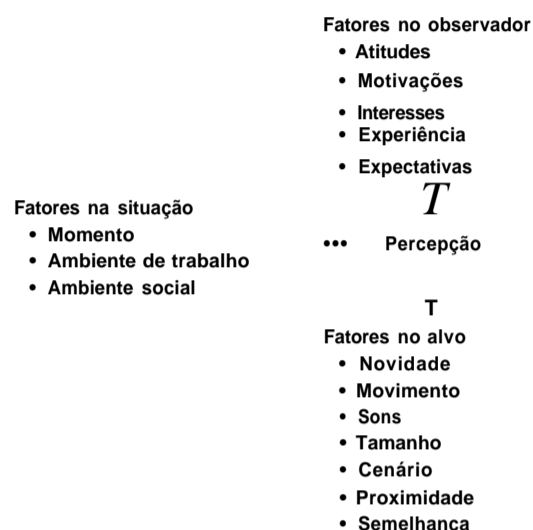 Fatores no observador
• Atitudes
• Motivações
• Interesses
• Experiência
• Expectativas
T
Fatores na situação
• Momento
• Ambiente de trabalho
• Ambiente social
••• Percepção
T
Fatores no alvo
• Novidade
• Movimento
• Sons
• Tamanho
• Cenário
• Proximidade
• Semelhança